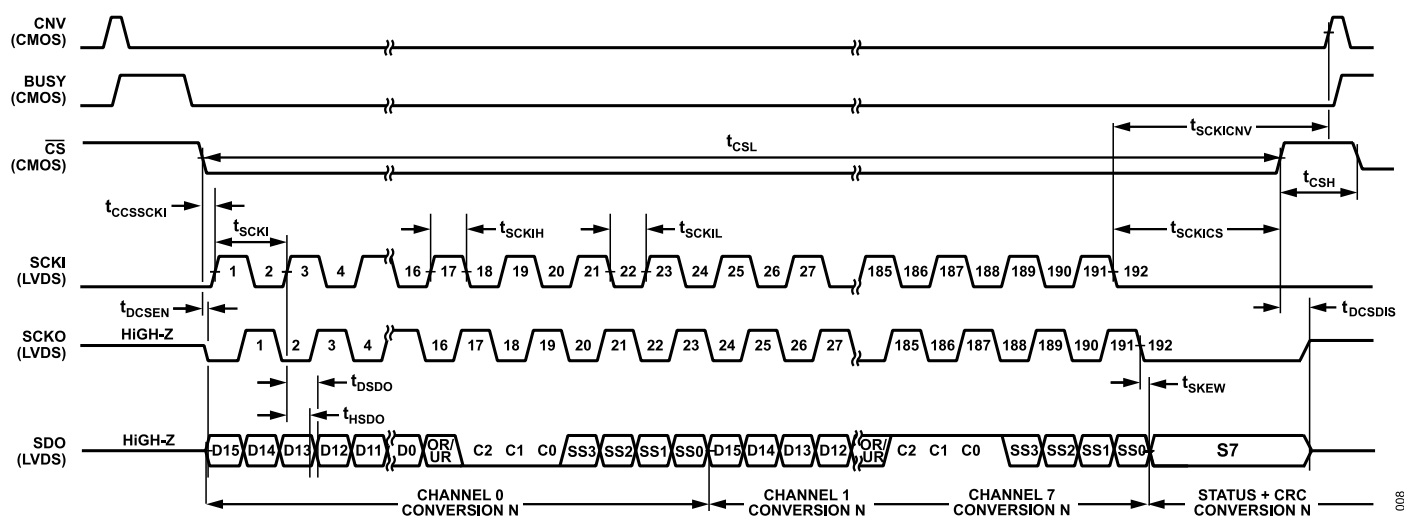 CNV
(CMOS)
BUSY
(CMOS)
tSCKICNV
CS
(CMOS)
tCSL
tCSH
tCCSSCKI
tSCKI
tSCKIH
tSCKIL
tSCKICS
SCKI
(LVDS)
1 2 3 4 16 17 18 19 20 21 22 23 24 25 26 27 185 186 187 188 189 190 191 192
tDCSEN
tDCSDIS
SCKO
(LVDS)
HiGH-Z
1 2 3 4 16 17 18 19 20 21 22 23 24 25 26 27 185 186 187 188 189 190 191 192
tDSDO
tSKEW
tHSDO
SDO
(LVDS)
HiGH-Z
D15 D14 D13 D12 D11 D0 OR/UR C2 C1 C0 SS3 SS2 SS1 SS0 D15 D14 D13 D12 OR/UR C2 C1 C0 SS3 SS2 SS1 SS0 S7
CHANNEL 0
CONVERSION N
CHANNEL 1
CONVERSION N
CHANNEL 7
CONVERSION N
STATUS + CRC
CONVERSION N
008